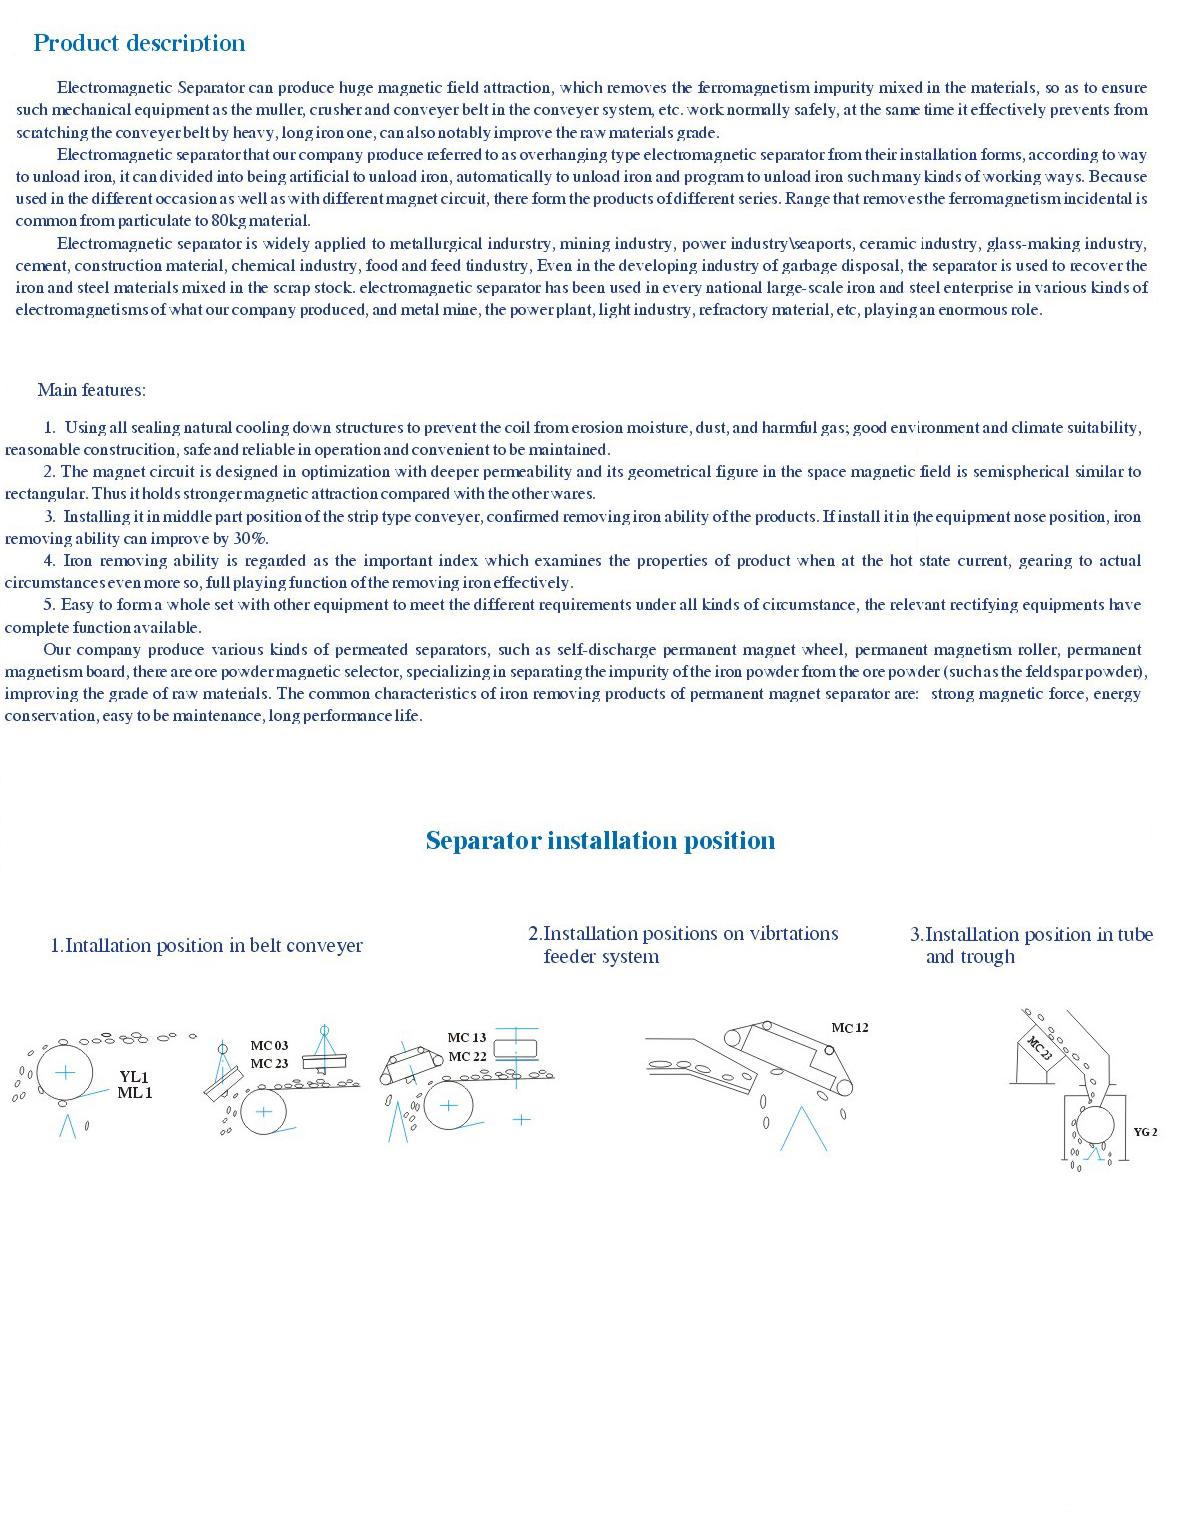 Product description
Electromagnetic Separator can produce huge magnetic field attraction, which removes the ferromagnetism impurity mixed in the materials, so as to ensure
such mechanical equipment as the muller, crusher and conveyer belt in the conveyer system, etc. work normally safely, at the same time it effectively prevents from
scratching the conveyer belt by heavy, long iron one, can also notably improve the raw materials grade.
Electromagnetic separator that our company produce referred to as overhanging type electromagnetic separator from their installation forms, according to way
to unload iron, it can divided into being artificial to unload iron, automatically to unload iron and program to unload iron such many kinds of working ways. Because
used in the different occasion as well as with different magnet circuit, there form the products of different series. Range that removes the ferromagnetism incidental is
common from particulate to 80kg material.
Electromagnetic separator is widely applied to metallurgical indurstry, mining industry, power industry\seaports, ceramic industry, glass-making industry,
cement, construction material, chemical industry, food and feed tindustry, Even in the developing industry of garbage disposal, the separator is used to recover the
iron and steel materials mixed in the scrap stock. electromagnetic separator has been used in every national large-scale iron and steel enterprise in various kinds of
electromagnetisms of what our company produced, and metal mine, the power plant, light industry, refractory material, etc, playing an enormous role.
Main features:
1. Using all sealing natural cooling down structures to prevent the coil from erosion moisture, dust, and harmful gas; good environment and climate suitability,
reasonable construcition, safe and reliable in operation and convenient to be maintained.
2. The magnet circuit is designed in optimization with deeper permeability and its geometrical figure in the space magnetic field is semispherical similar to
rectangular. Thus it holds stronger magnetic attraction compared with the other wares.
3. Installing it in middle part position of the strip type conveyer, confirmed removing iron ability of the products. If install it in the equipment nose position, iron
removing ability can improve by 30%.
4. Iron removing ability is regarded as the important index which examines the properties of product when at the hot state current, gearing to actual
circumstances even more so, full playing function of the removing iron effectively.
5. Easy to form a whole set with other equipment to meet the different requirements under all kinds of circumstance, the relevant rectifying equipments have
complete function available.
Our company produce various kinds of permeated separators, such as self-discharge permanent magnet wheel, permanent magnetism roller, permanent
magnetism board, there are ore powder magnetic selector, specializing in separating the impurity of the iron powder from the ore powder (such as the feldspar powder),
improving the grade of raw materials. The common characteristics of iron removing products of permanent magnet separator are: strong magnetic force, energy
conservation, easy to be maintenance, long performance life.
Separator installation position
1.Intallation position in belt conveyer
2.Installation positions on vibrtations
feeder system
3.Installation position in tube
and trough
YL1
ML1
MC03
MC 23
MC 13
MC 22
MC 12
MC 23
YG 2